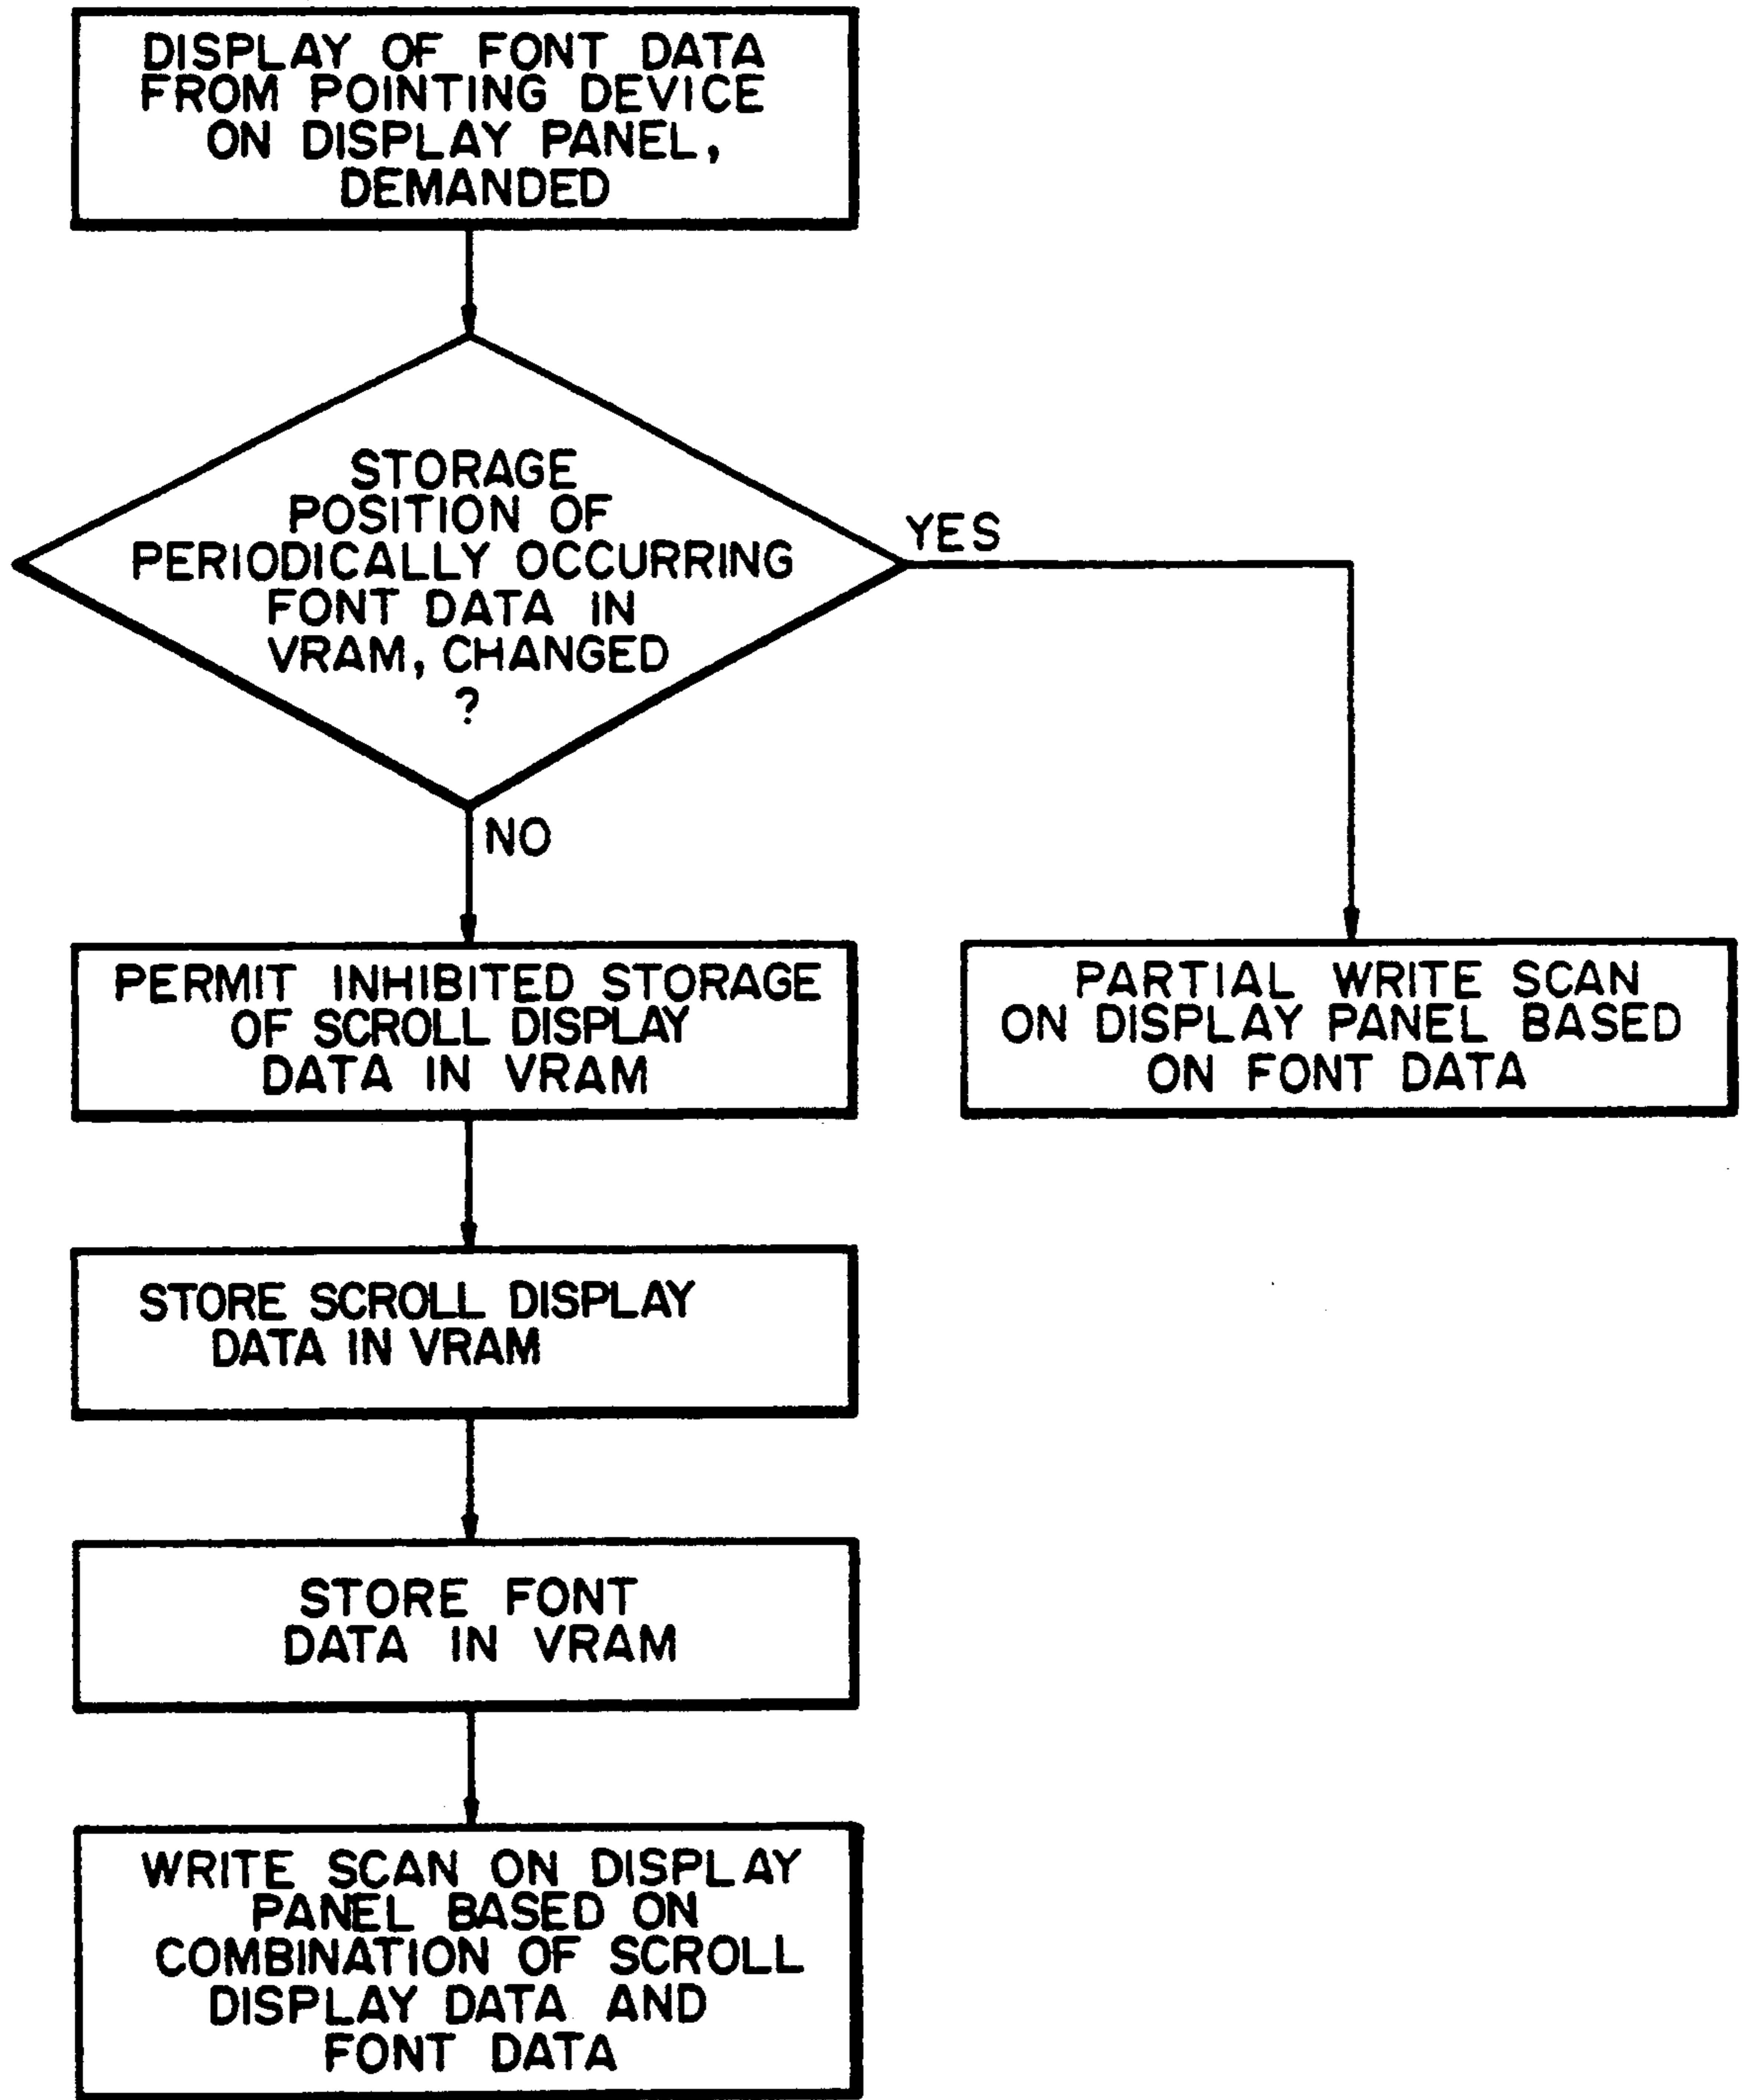 DISPLAY OF FONT DATA
FROM POINTING DEVICE
ON DISPLAY PANEL,
DEMANDED
STORAGE
POSITION OF
PERIODICALLY OCCURRING
FONT DATA IN
VRAM, CHANGED
?
YES
NO
PERMIT INHIBITED STORAGE
OF SCROLL DISPLAY
DATA IN VRAM
PARTIAL WRITE SCAN
ON DISPLAY PANEL BASED
ON FONT DATA
STORE SCROLL DISPLAY
DATA IN VRAM
STORE FONT
DATA IN VRAM
WRITE SCAN ON DISPLAY
PANEL BASED ON
COMBINATION OF SCROLL
DISPLAY DATA AND
FONT DATA